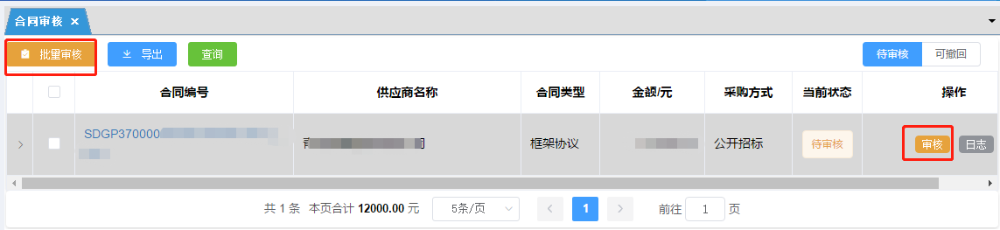 合同审核 ×
批量审核 导出 查询 待审核 可撤回
合同编号 供应商名称 合同类型 金额/元 采购方式 当前状态 操作
SDGP370000 框架协议 公开招标 待审核 审核 日志
共 1 条 本页合计 12000.00 元 5条/页 1 前往 1 页